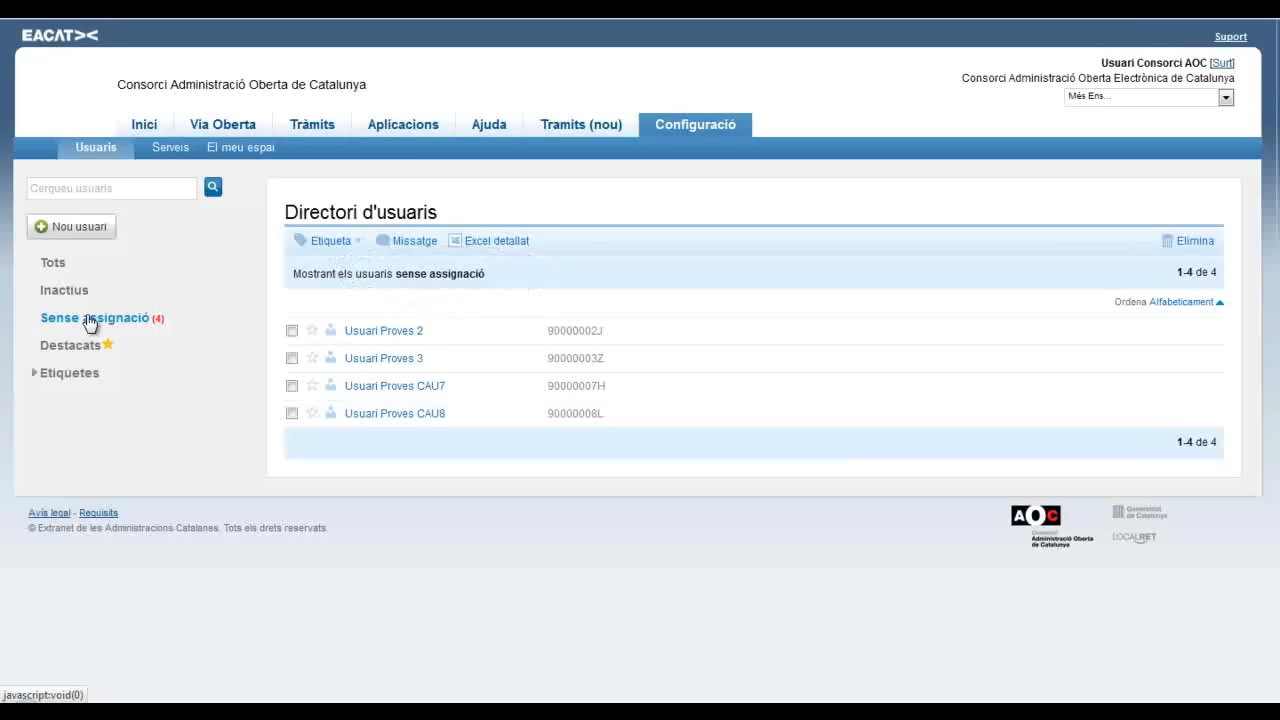 EACAT
Suport
Usuari Consorci AOC [Surt]
Consorci Administració Oberta Electrònica de Catalunya
Consorci Administració Oberta de Catalunya
Més Ens...
Inici Via Oberta Tràmits Aplicacions Ajuda Tramits (nou) Configuració
Usuaris Serveis El meu espai
Cerqueu usuaris
Nou usuari
Tots
Inactius
Sense assignació (4)
Destacats
Etiquetes
Directori d'usuaris
Etiqueta Missatge Excel detallat Elimina
Mostrant els usuaris sense assignació 1-4 de 4
Ordena Alfabeticament
Usuari Proves 2 90000002J
Usuari Proves 3 90000003Z
Usuari Proves CAU7 90000007H
Usuari Proves CAU8 90000008L
1-4 de 4
Avís legal - Requisits
© Extranet de les Administracions Catalanes. Tots els drets reservats.
AOC
Consorci
Administració Oberta
de Catalunya
Generalitat
de Catalunya
LOCALRET
javascript:void(0)